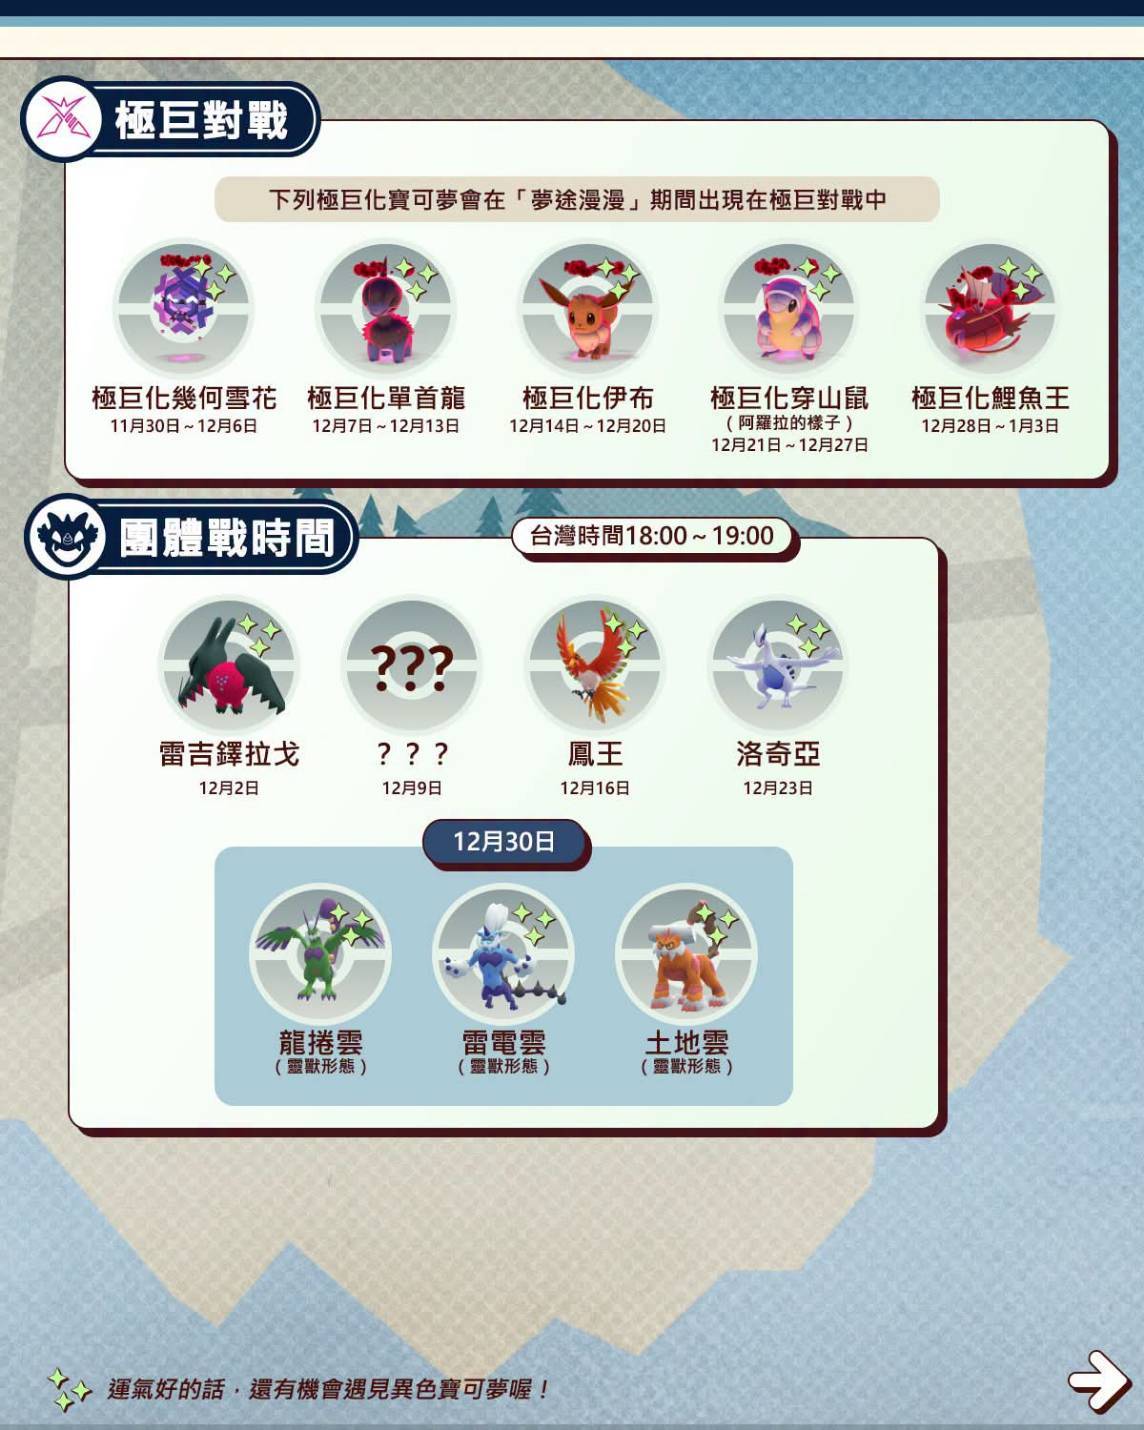 極巨對戰
下列極巨化寶可夢會在「夢途漫漫」期間出現在極巨對戰中
極巨化幾何雪花
11月30日~12月6日
極巨化單首龍
12月7日~12月13日
極巨化伊布
12月14日~12月20日
極巨化穿山鼠
(阿羅拉的樣子)
12月21日~12月27日
極巨化鯉魚王
12月28日~1月3日
團體戰時間
台灣時間18:00~19:00
雷吉鐸拉戈
12月2日
???
？？？
12月9日
鳳王
12月16日
洛奇亞
12月23日
12月30日
龍捲雲
(靈獸形態)
雷電雲
(靈獸形態)
土地雲
(靈獸形態)
運氣好的話，還有機會遇見異色寶可夢喔！